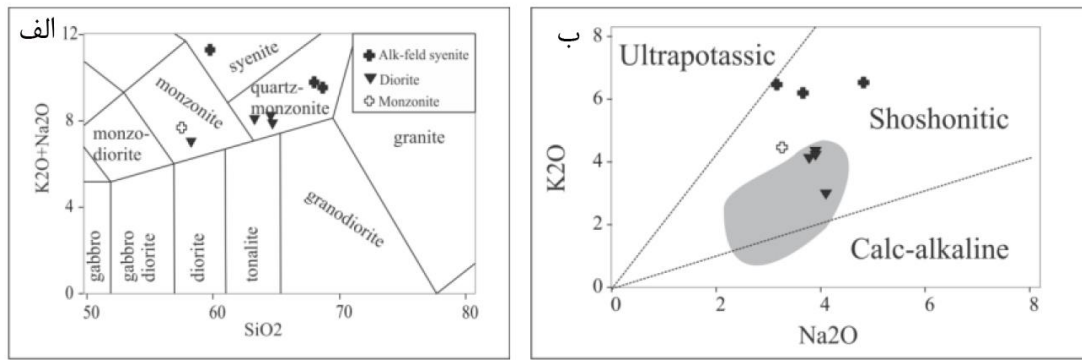 الف
12
8
4
0
K2O+Na2O
50
60
70
80
SiO2
syenite
monzonite
quartz-
monzonite
monzo-
diorite
granite
gabbro
gabbro
diorite
diorite
tonalite
granodiorite
Alk-feld syenite
Diorite
Monzonite
ب
8
6
4
2
0
K2O
0
2
4
6
8
Na2O
Ultrapotassic
Shoshonitic
Calc-alkaline